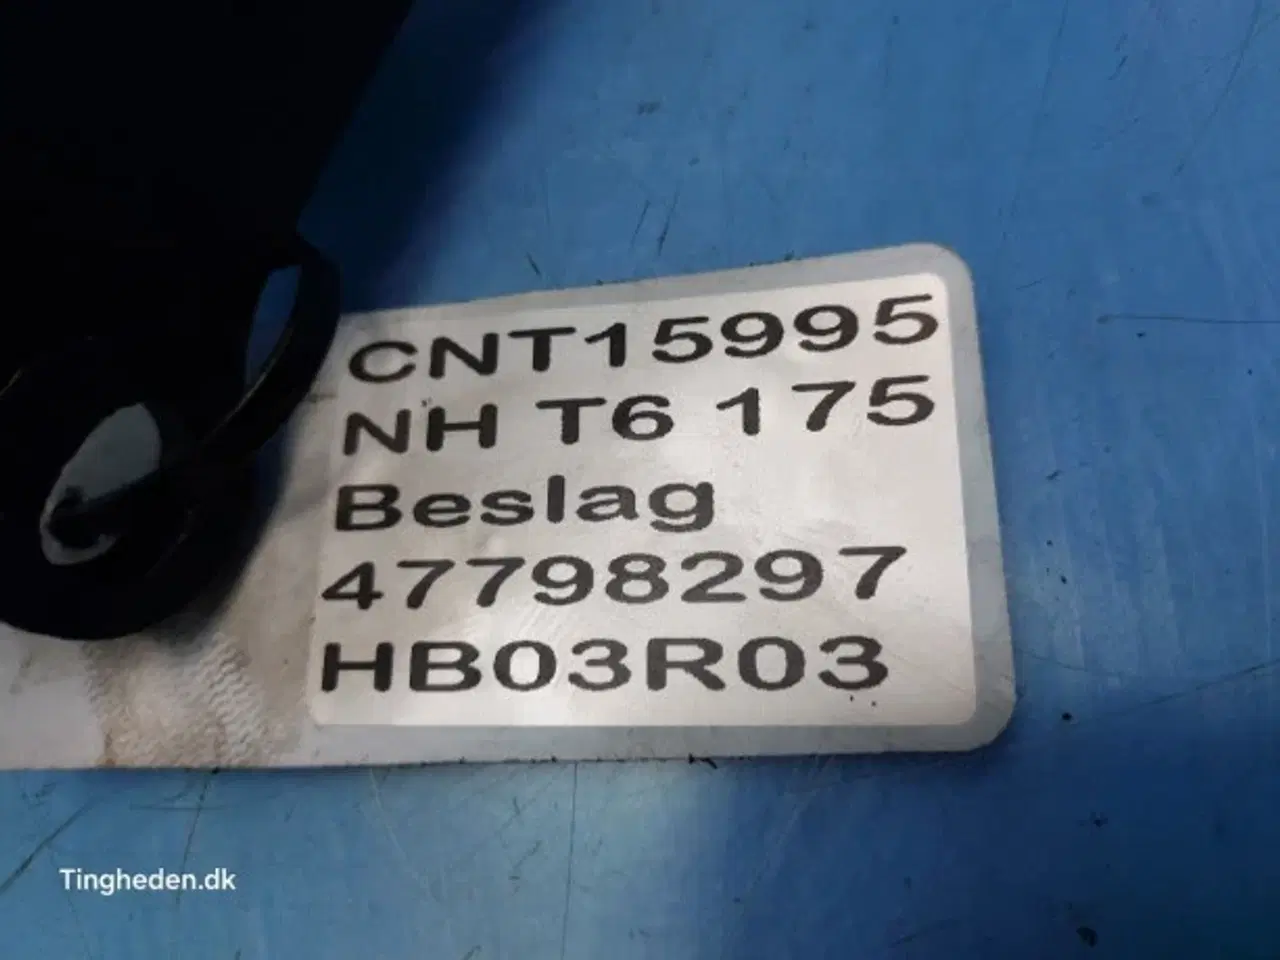 CNT15995
NH T6 175
Beslag
47798297
HB03R03
Tingheden.dk